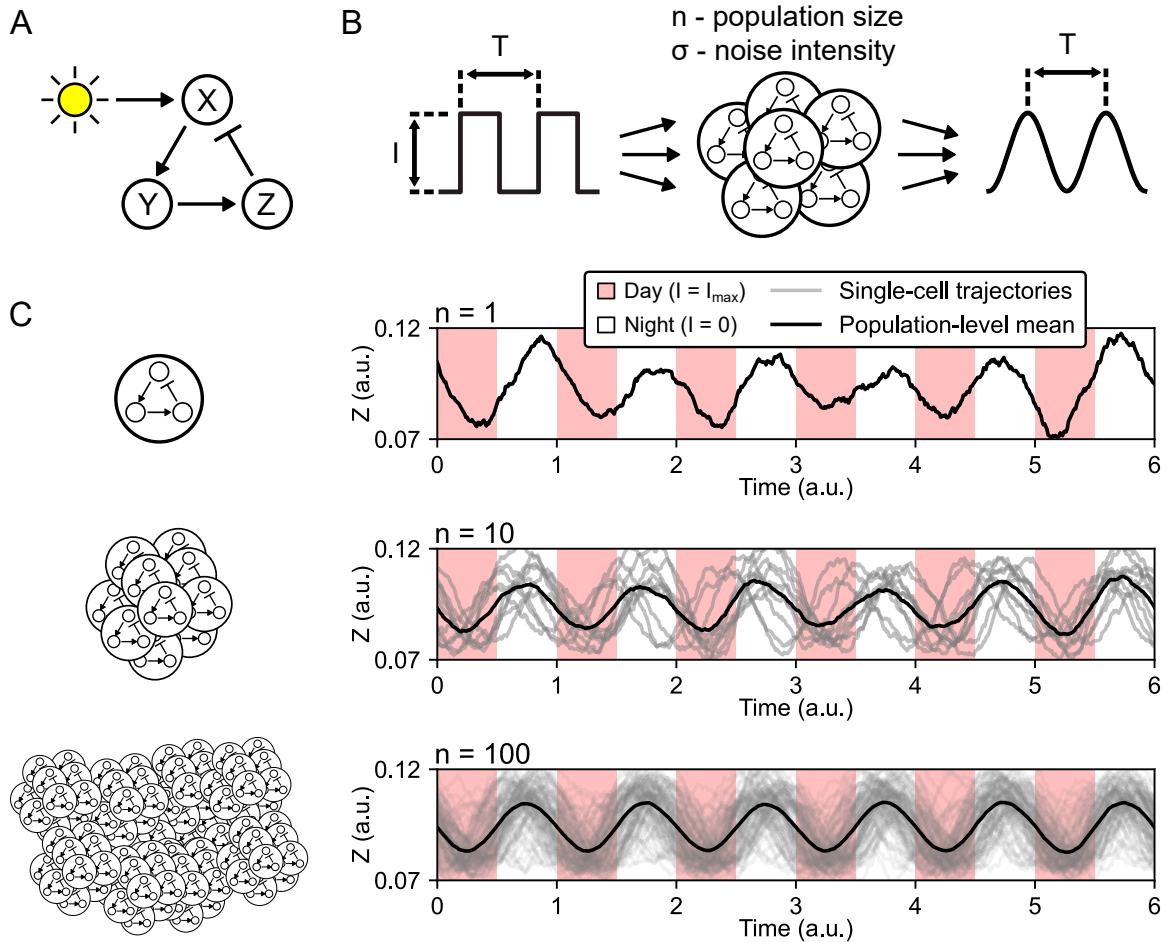 A
X
Y
Z
B
n - population size
σ - noise intensity
T
I
T
C
Day (I = Imax)
Night (I = 0)
Single-cell trajectories
Population-level mean
n = 1
0.12
Z (a.u.)
0.07
0 1 2 3 4 5 6
Time (a.u.)
n = 10
0.12
Z (a.u.)
0.07
0 1 2 3 4 5 6
Time (a.u.)
n = 100
0.12
Z (a.u.)
0.07
0 1 2 3 4 5 6
Time (a.u.)